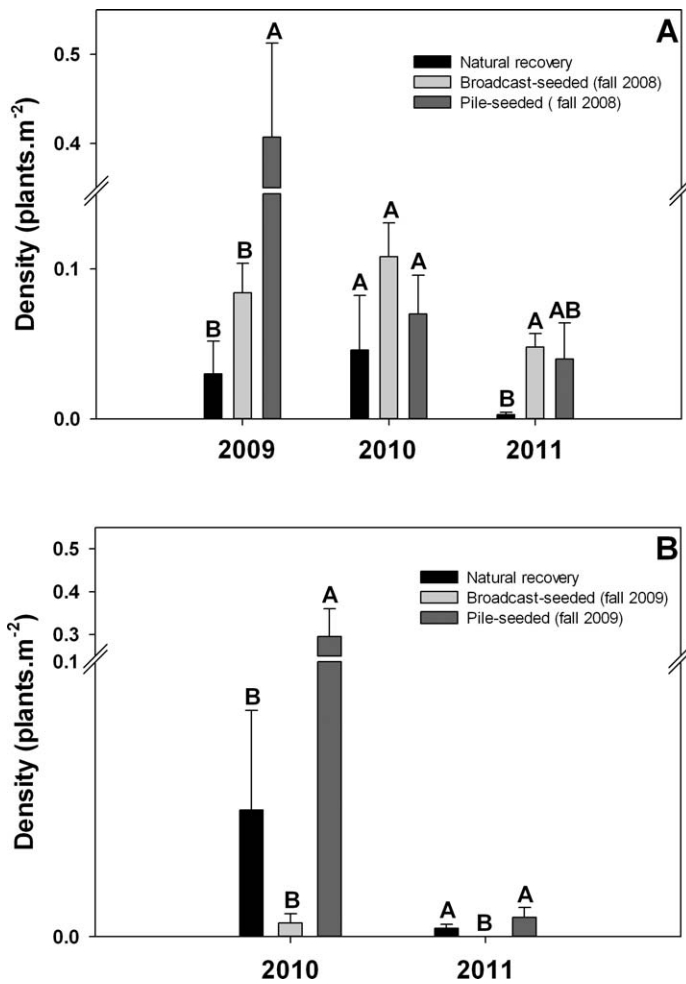 A
Natural recovery
Broadcast-seeded (fall 2008)
Pile-seeded ( fall 2008)
Density (plants.m⁻²)
0.5
0.4
0.1
0.0
B B A
A A A
B A AB
2009 2010 2011
B
Natural recovery
Broadcast-seeded (fall 2009)
Pile-seeded (fall 2009)
Density (plants.m⁻²)
0.5
0.4
0.3
0.1
0.0
B B A
A B A
2010 2011